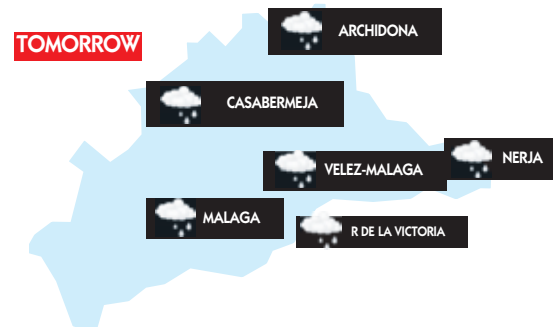 TOMORROW
ARCHIDONA
CASABERMEJA
VELEZ-MALAGA
NERJA
MALAGA
R DE LA VICTORIA